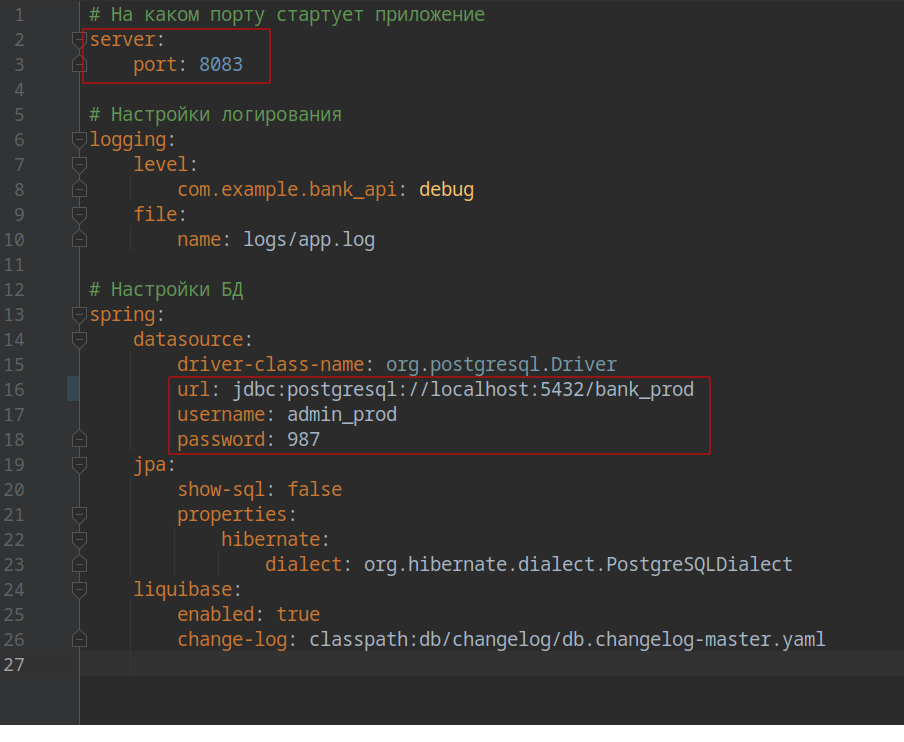 1 # На каком порту стартует приложение
2 server:
3     port: 8083
4
5 # Настройки логирования
6 logging:
7     level:
8         com.example.bank_api: debug
9     file:
10         name: logs/app.log
11
12 # Настройки БД
13 spring:
14     datasource:
15         driver-class-name: org.postgresql.Driver
16         url: jdbc:postgresql://localhost:5432/bank_prod
17         username: admin_prod
18         password: 987
19     jpa:
20         show-sql: false
21         properties:
22             hibernate:
23                 dialect: org.hibernate.dialect.PostgreSQLDialect
24     liquibase:
25         enabled: true
26         change-log: classpath:db/changelog/db.changelog-master.yaml
27